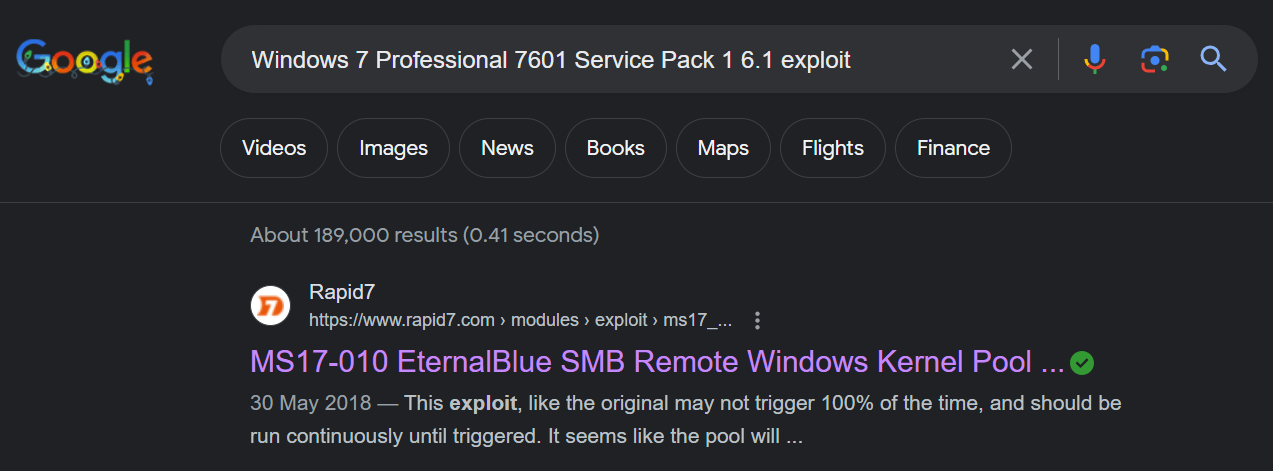 Google
Windows 7 Professional 7601 Service Pack 1 6.1 exploit
Videos
Images
News
Books
Maps
Flights
Finance
About 189,000 results (0.41 seconds)
Rapid7
https://www.rapid7.com › modules › exploit › ms17_...
MS17-010 EternalBlue SMB Remote Windows Kernel Pool ...
30 May 2018 — This exploit, like the original may not trigger 100% of the time, and should be
run continuously until triggered. It seems like the pool will ...